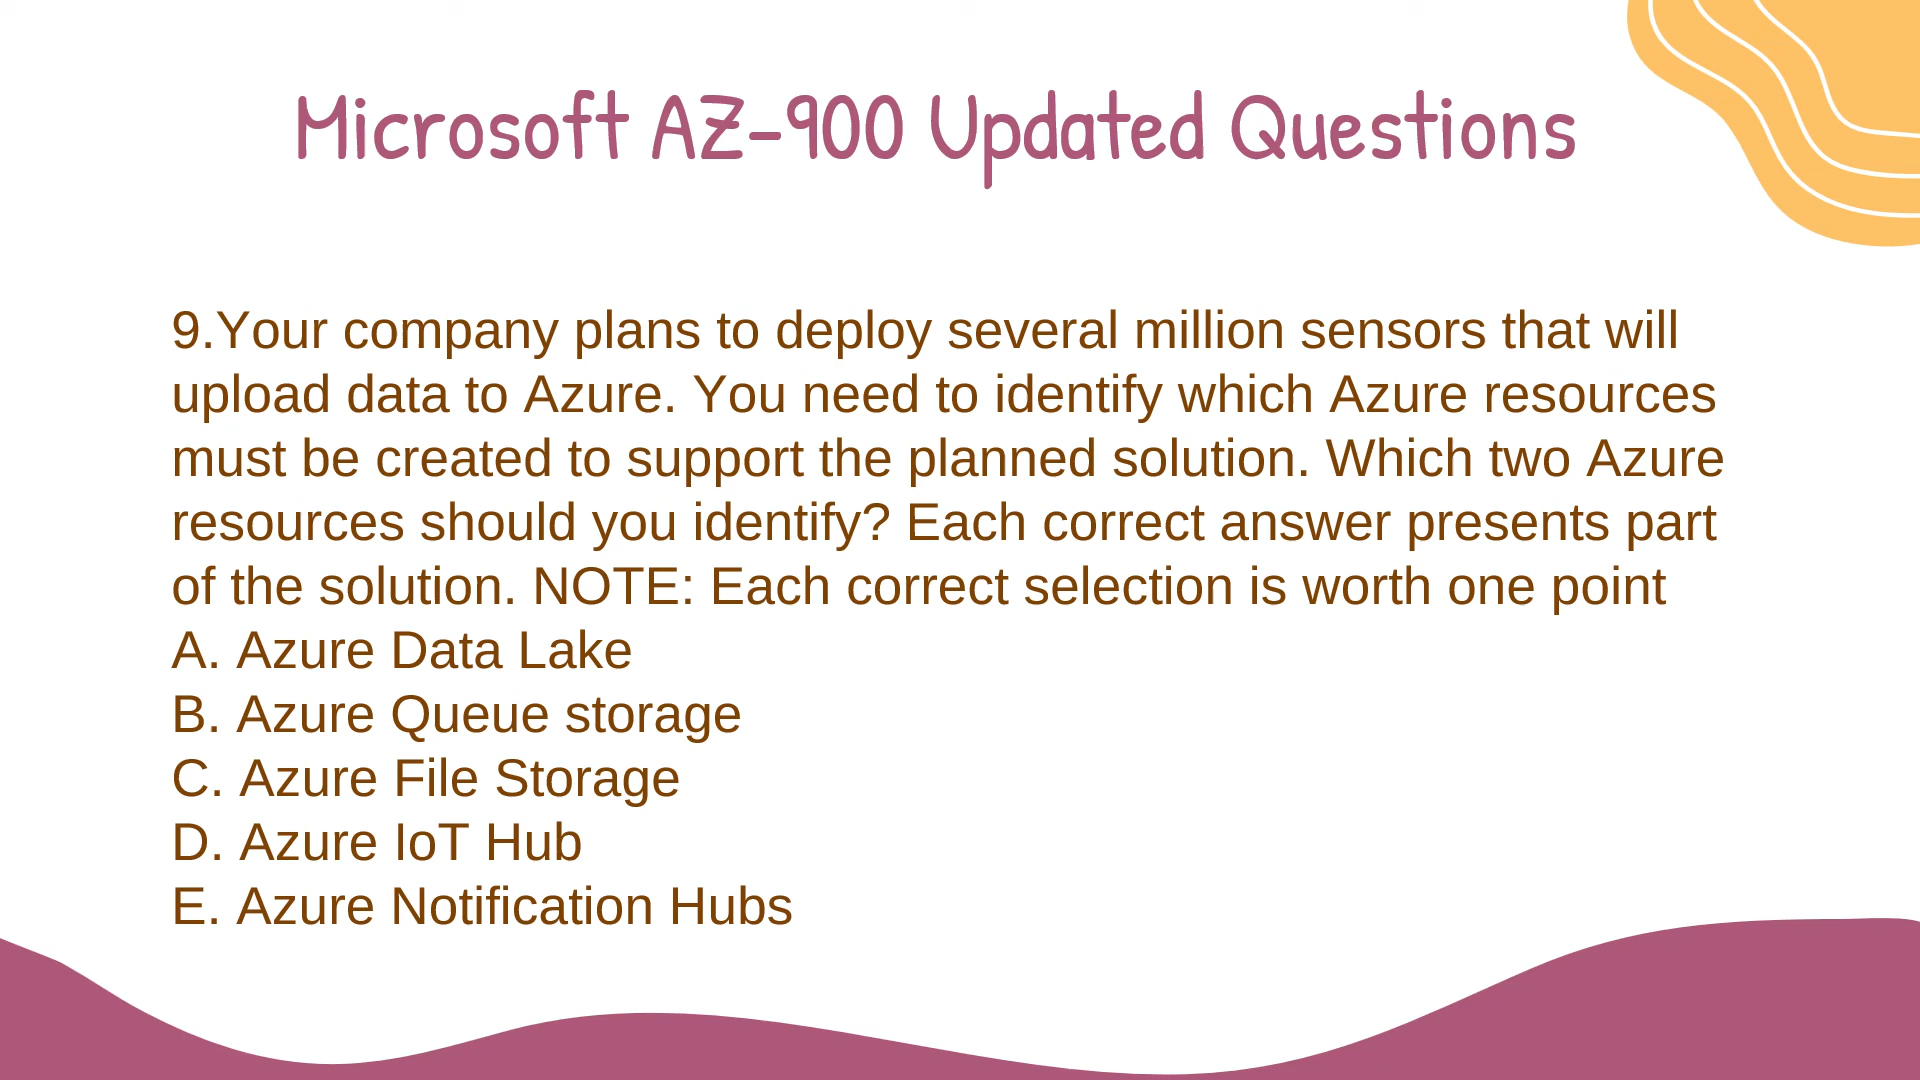 Microsoft AZ-900 Updated Questions
9.Your company plans to deploy several million sensors that will
upload data to Azure. You need to identify which Azure resources
must be created to support the planned solution. Which two Azure
resources should you identify? Each correct answer presents part
of the solution. NOTE: Each correct selection is worth one point
A. Azure Data Lake
B. Azure Queue storage
C. Azure File Storage
D. Azure IoT Hub
E. Azure Notification Hubs